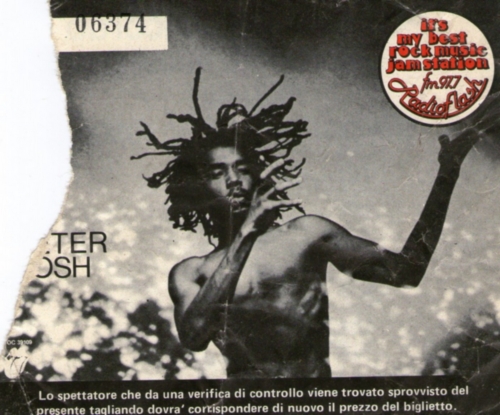 06374
it's
my best
rock music
jam station
fm 97.7
Radio Flash
TER
OSH
Lo spettatore che da una verifica di controllo viene trovato sprovvisto del
presente tagliando dovra' corrispondere di nuovo il prezzo del biglietto.